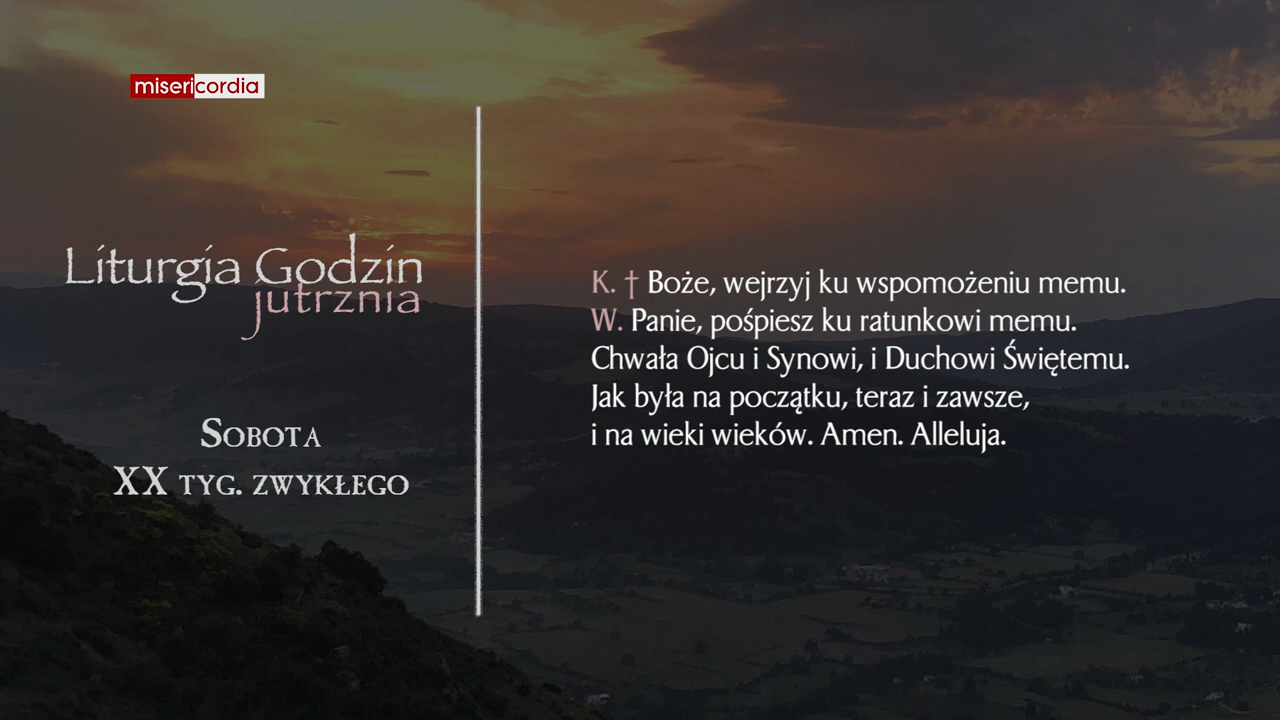 misericordia
Liturgia Godzin
jutrznia
Sobota
XX tyg. zwykłego
K. † Boże, wejrzyj ku wspomożeniu memu.
W. Panie, pośpiesz ku ratunkowi memu.
Chwała Ojcu i Synowi, i Duchowi Świętemu.
Jak była na początku, teraz i zawsze,
i na wieki wieków. Amen. Alleluja.